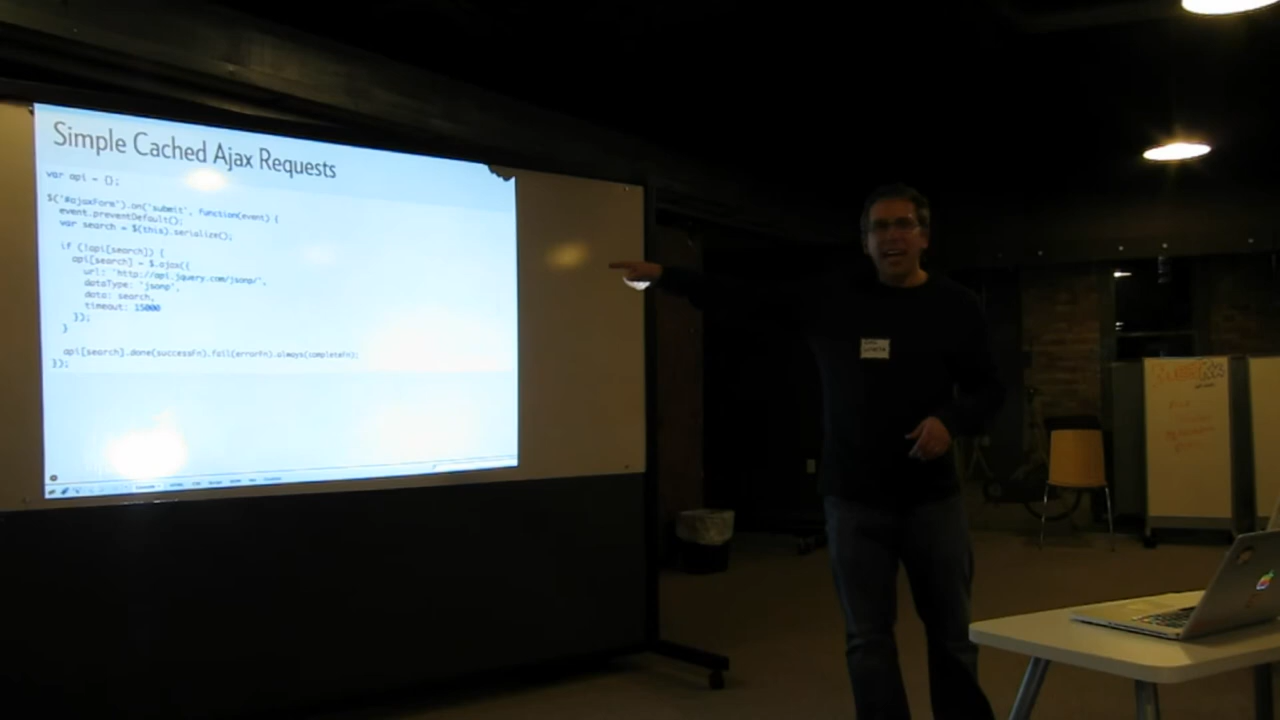 Simple Cached Ajax Requests
var api = {};
$('#ajaxForm').on('submit', function(event) {
event.preventDefault();
var search = $(this).serialize();
if (!api[search]) {
api[search] = $.ajax({
url: 'http://api.jquery.com/jsonp/',
dataType: 'jsonp',
data: search,
timeout: 15000
});
}
api[search].done(successFn).fail(errorFn).always(completeFn);
});